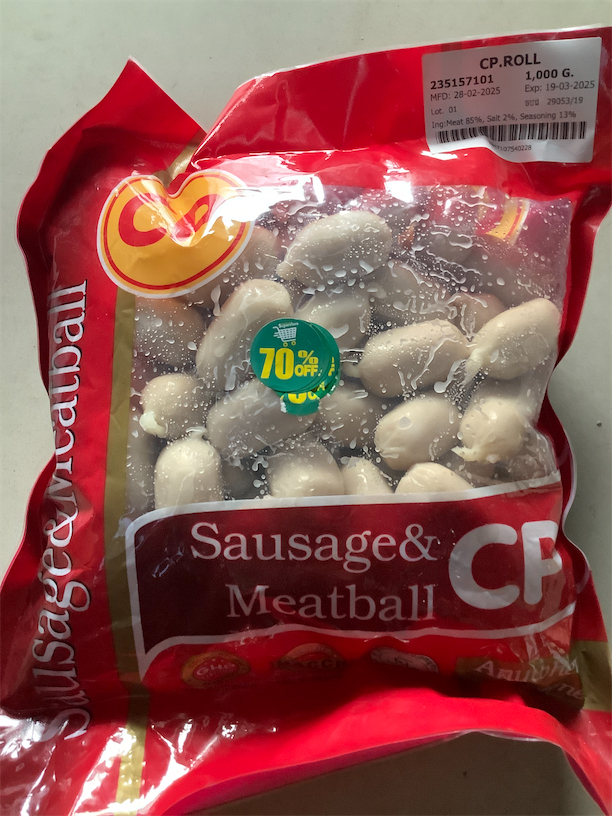 CP.ROLL
235157101
1,000 G.
MFD: 28-02-2025
Exp: 19-03-2025
Lot. 01
29053/19
Ing:Meat 85%, Salt 2%, Seasoning 13%
CP
Sausage&Meatball
70%
OFF
Sausage&
Meatball
CP